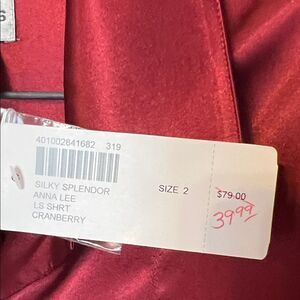 S
401002841682 319
SILKY SPLENDOR
ANNA LEE
LS SHRT
CRANBERRY
SIZE 2
$79.00
39.99